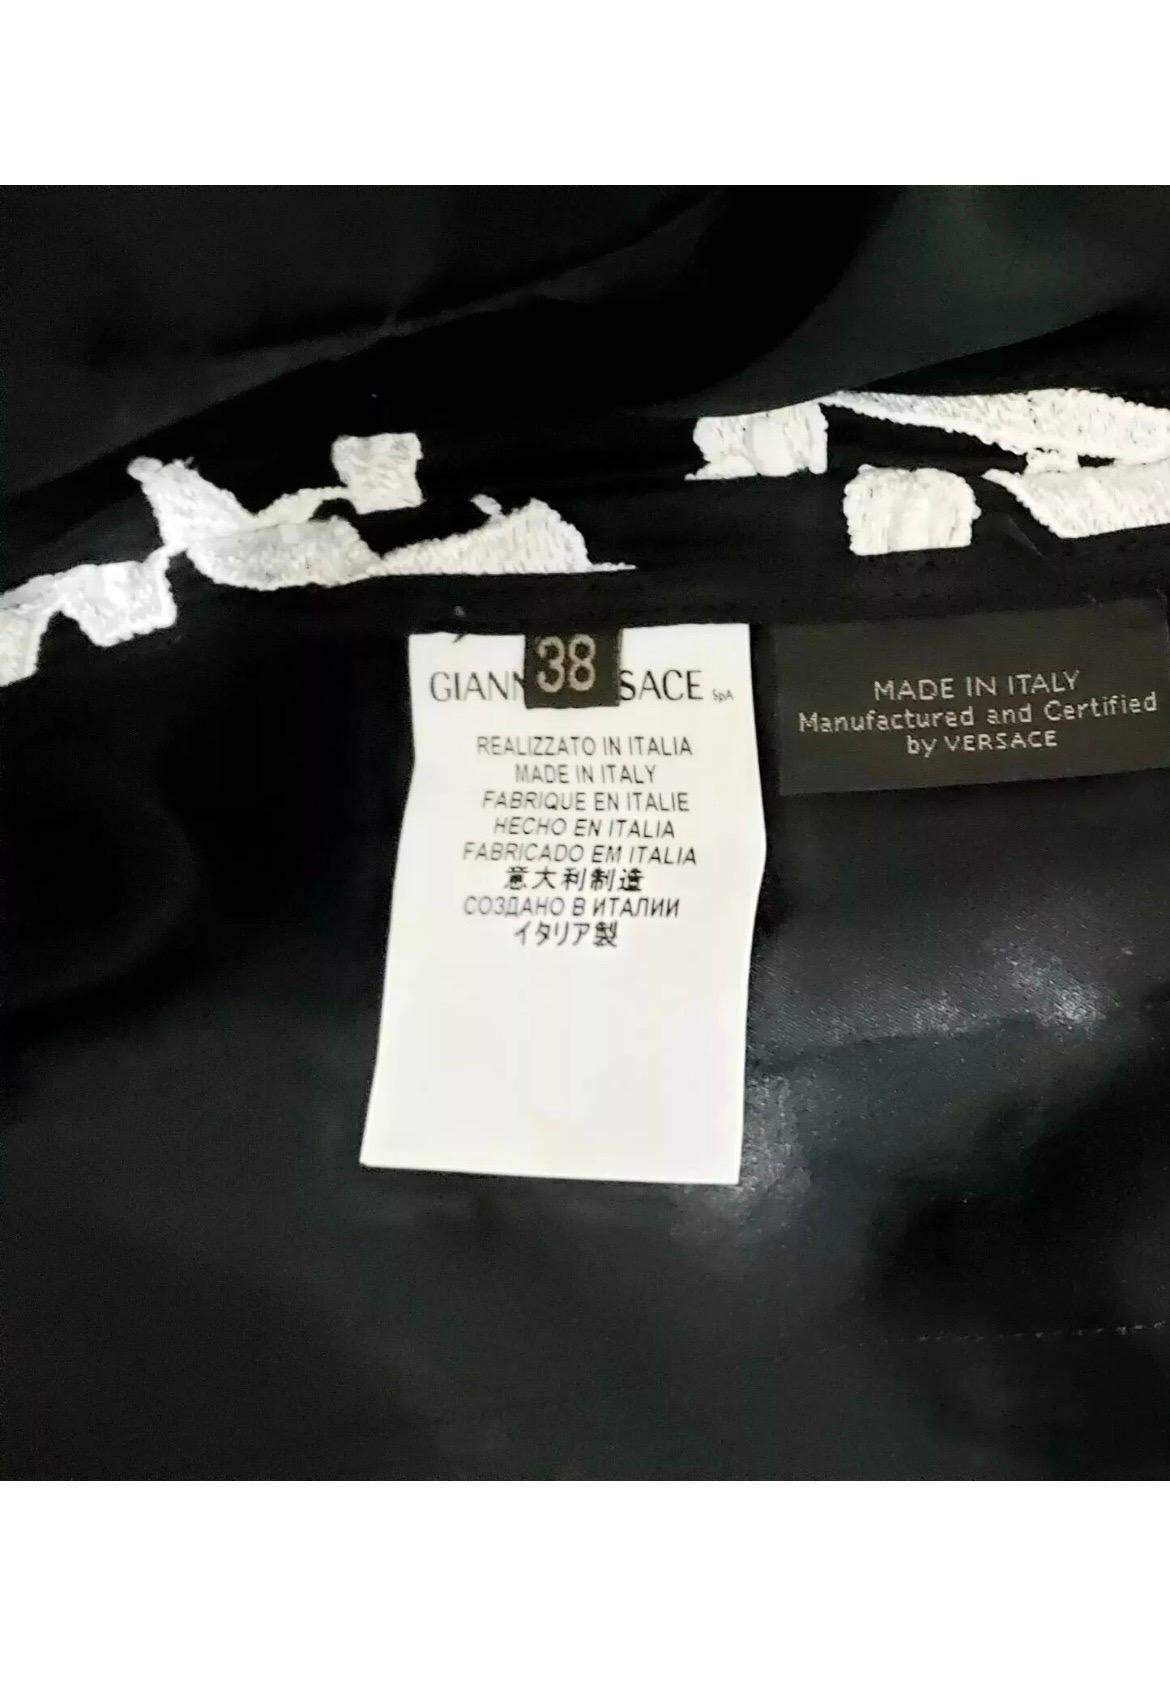 38
GIANN SACE SpA
REALIZZATO IN ITALIA
MADE IN ITALY
FABRIQUE EN ITALIE
HECHO EN ITALIA
FABRICADO EM ITALIA
意大利制造
СОЗДАНО В ИТАЛИИ
イタリア製
MADE IN ITALY
Manufactured and Certified
by VERSACE